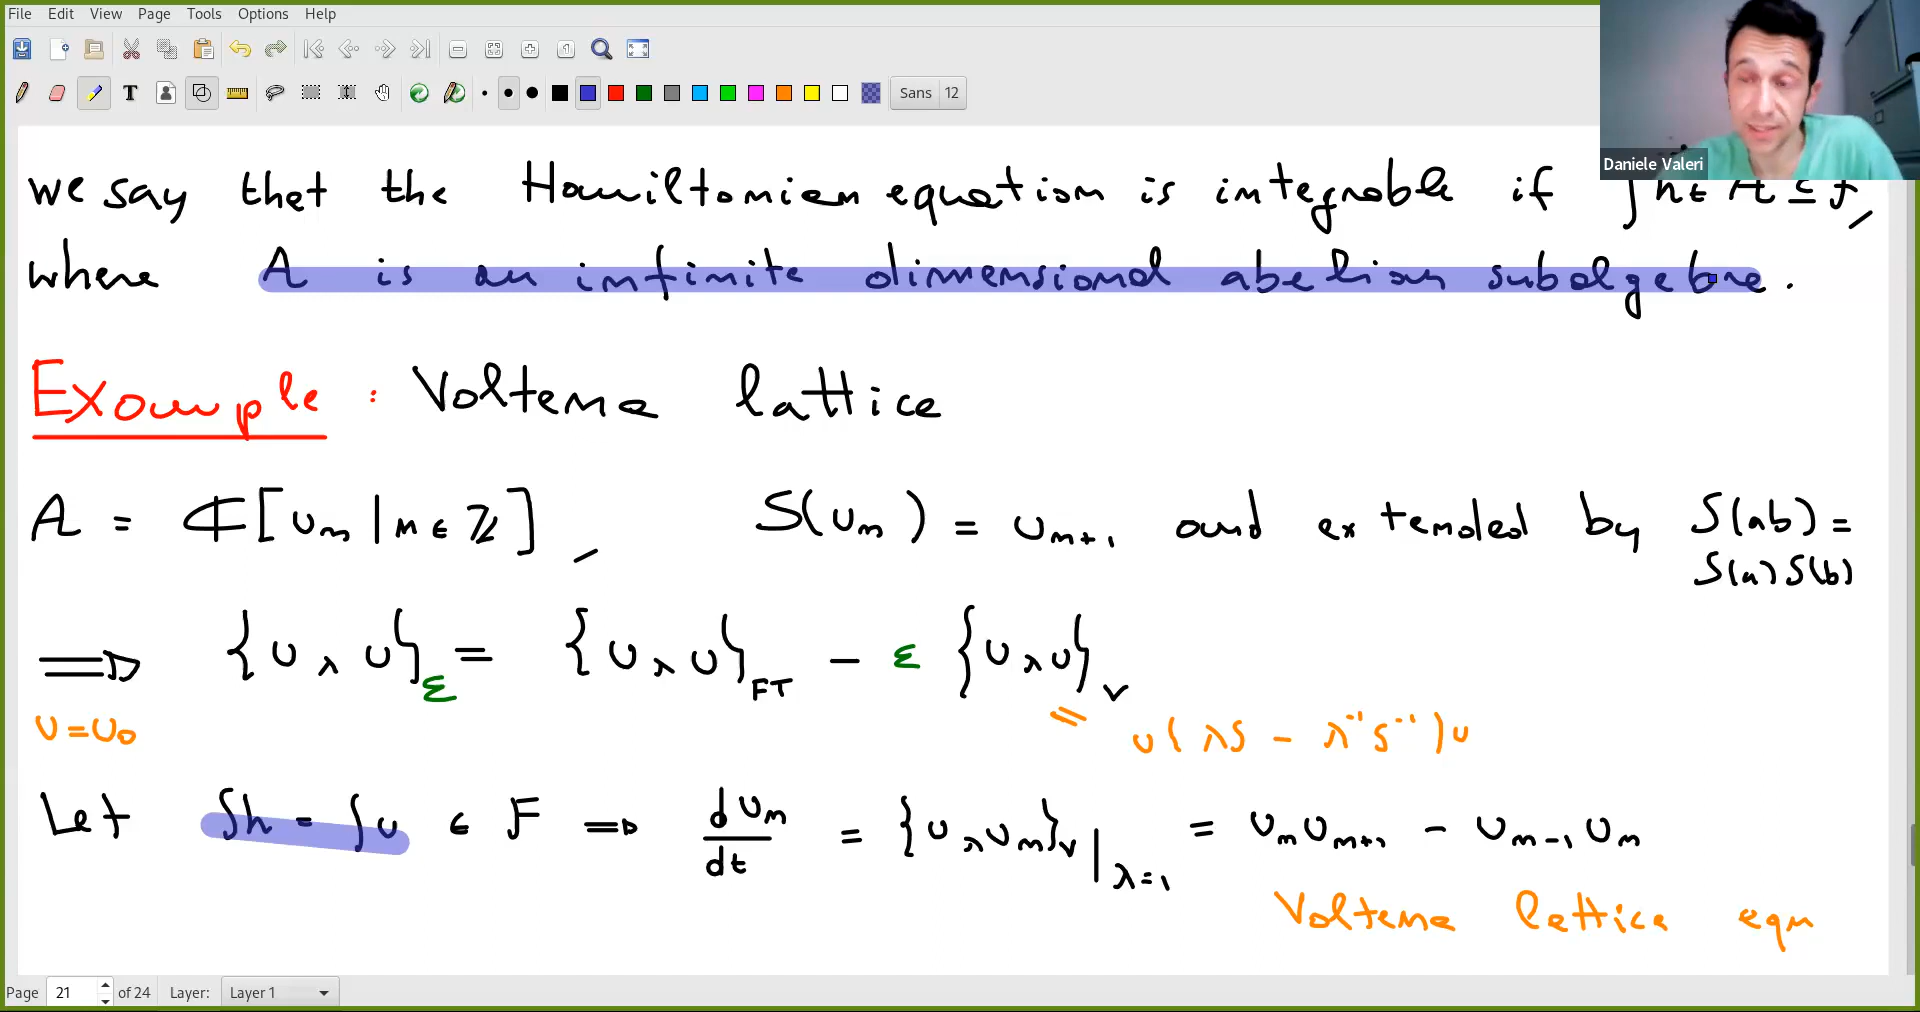 File Edit View Page Tools Options Help
Sans 12
Daniele Valeri
we say that the Hamiltonian equation is integrable if ∫h ∈ A ⊆ F,
where A is an infinite dimensional abelian subalgebra.
Example : Volterra lattice
A = ℂ[u_n | n ∈ ℤ], S(u_n) = u_{n+1} and extended by S(ab) =
S(a)S(b)
⟹ {u_λ u}_ε = {u_λ u}_{FT} − ε {u_λ u}_V
u = u_0
= u(λS − λ⁻¹S⁻¹)u
Let ∫h = ∫u ∈ F ⟹ du_n/dt = {u_λ u_n}_V |_{λ=1} = u_n u_{n+1} − u_{n−1} u_n
Volterra lattice eqn
Page 21 of 24 Layer: Layer 1